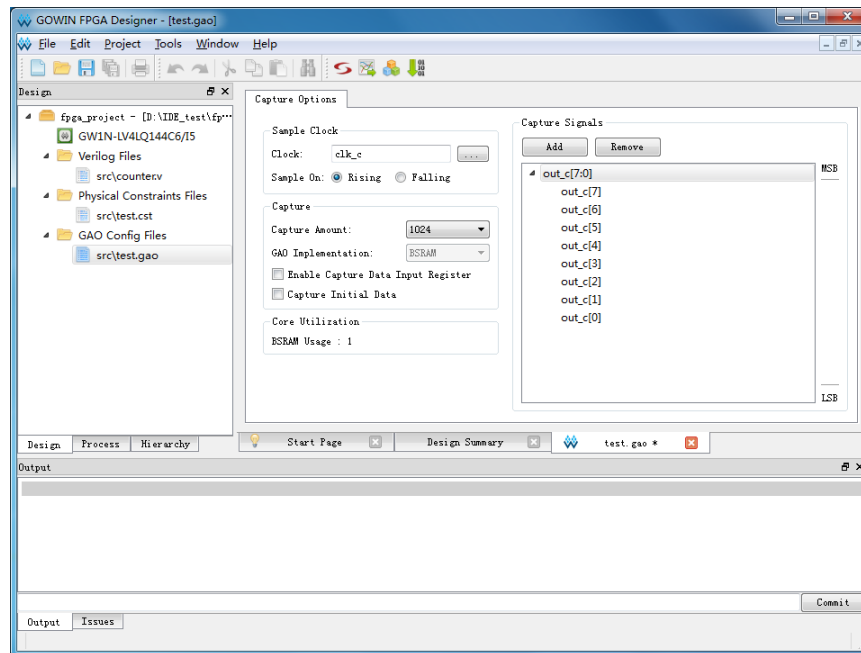 GOWIN FPGA Designer - [test.gao]
File Edit Project Tools Window Help
Design
fpga_project - [D:\IDE_test\fp...
GW1N-LV4LQ144C6/I5
Verilog Files
src\counter.v
Physical Constraints Files
src\test.cst
GAO Config Files
src\test.gao
Design Process Hierarchy
Capture Options
Sample Clock
Clock: clk_c ...
Sample On: Rising Falling
Capture
Capture Amount: 1024
GAO Implementation: BSRAM
Enable Capture Data Input Register
Capture Initial Data
Core Utilization
BSRAM Usage : 1
Capture Signals
Add Remove
out_c[7:0]
out_c[7]
out_c[6]
out_c[5]
out_c[4]
out_c[3]
out_c[2]
out_c[1]
out_c[0]
MSB
LSB
Start Page Design Summary test.gao *
Output
Commit
Output Issues